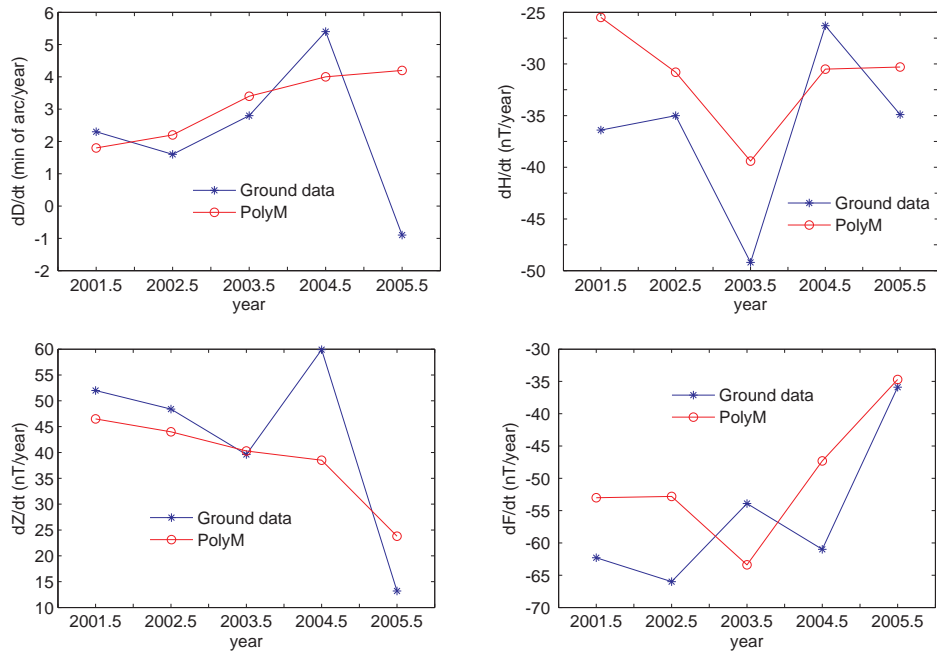 6
5
4
3
2
1
0
-1
-2
dD/dt (min of arc/year)
Ground data
PolyM
2001.5 2002.5 2003.5 2004.5 2005.5
year
-25
-30
-35
-40
-45
-50
dH/dt (nT/year)
Ground data
PolyM
2001.5 2002.5 2003.5 2004.5 2005.5
year
60
55
50
45
40
35
30
25
20
15
10
dZ/dt (nT/year)
Ground data
PolyM
2001.5 2002.5 2003.5 2004.5 2005.5
year
-30
-35
-40
-45
-50
-55
-60
-65
-70
dF/dt (nT/year)
Ground data
PolyM
2001.5 2002.5 2003.5 2004.5 2005.5
year